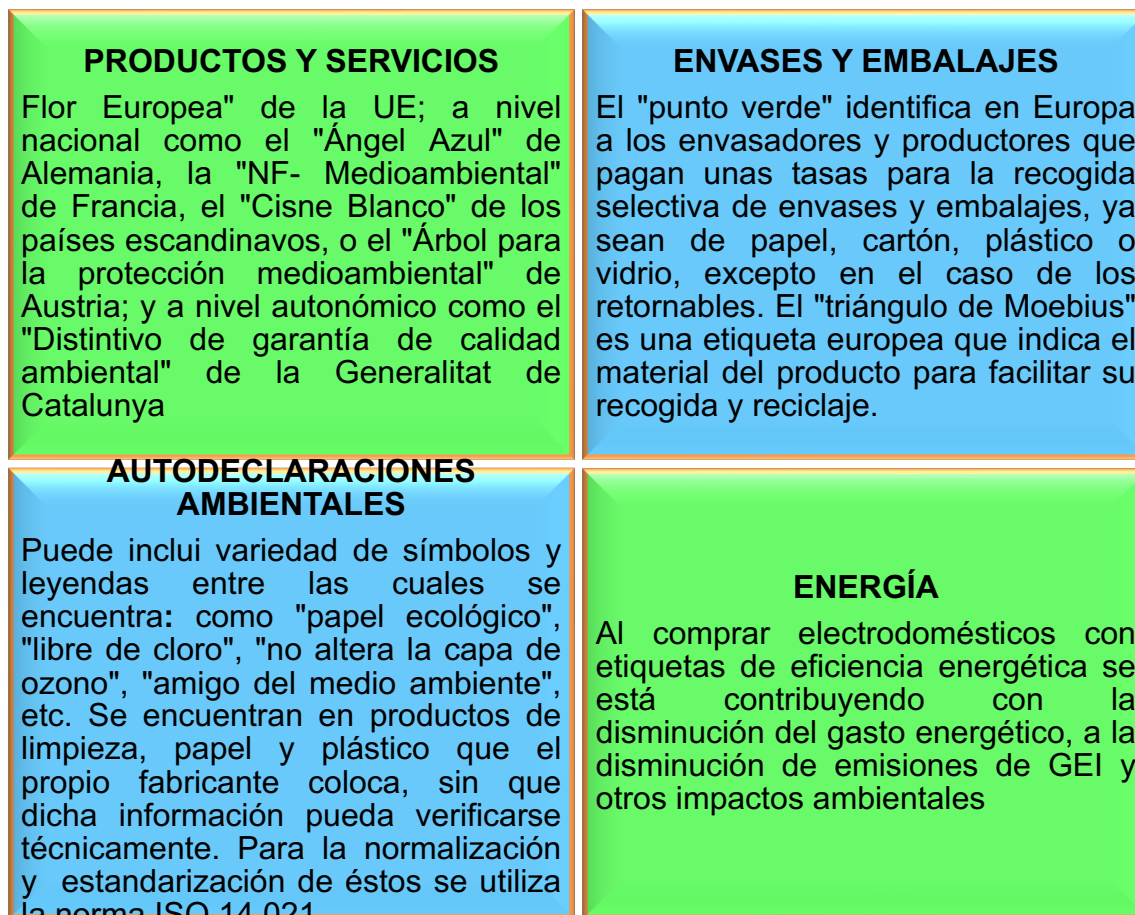 PRODUCTOS Y SERVICIOS
Flor Europea" de la UE; a nivel
nacional como el "Ángel Azul" de
Alemania, la "NF- Medioambiental"
de Francia, el "Cisne Blanco" de los
países escandinavos, o el "Árbol para
la protección medioambiental" de
Austria; y a nivel autonómico como el
"Distintivo de garantía de calidad
ambiental" de la Generalitat de
Catalunya
ENVASES Y EMBALAJES
El "punto verde" identifica en Europa
a los envasadores y productores que
pagan unas tasas para la recogida
selectiva de envases y embalajes, ya
sean de papel, cartón, plástico o
vidrio, excepto en el caso de los
retornables. El "triángulo de Moebius"
es una etiqueta europea que indica el
material del producto para facilitar su
recogida y reciclaje.
AUTODECLARACIONES
AMBIENTALES
Puede inclui variedad de símbolos y
leyendas entre las cuales se
encuentra: como "papel ecológico",
"libre de cloro", "no altera la capa de
ozono", "amigo del medio ambiente",
etc. Se encuentran en productos de
limpieza, papel y plástico que el
propio fabricante coloca, sin que
dicha información pueda verificarse
técnicamente. Para la normalización
y estandarización de éstos se utiliza
la norma ISO 14.021
ENERGÍA
Al comprar electrodomésticos con
etiquetas de eficiencia energética se
está contribuyendo con la
disminución del gasto energético, a la
disminución de emisiones de GEI y
otros impactos ambientales